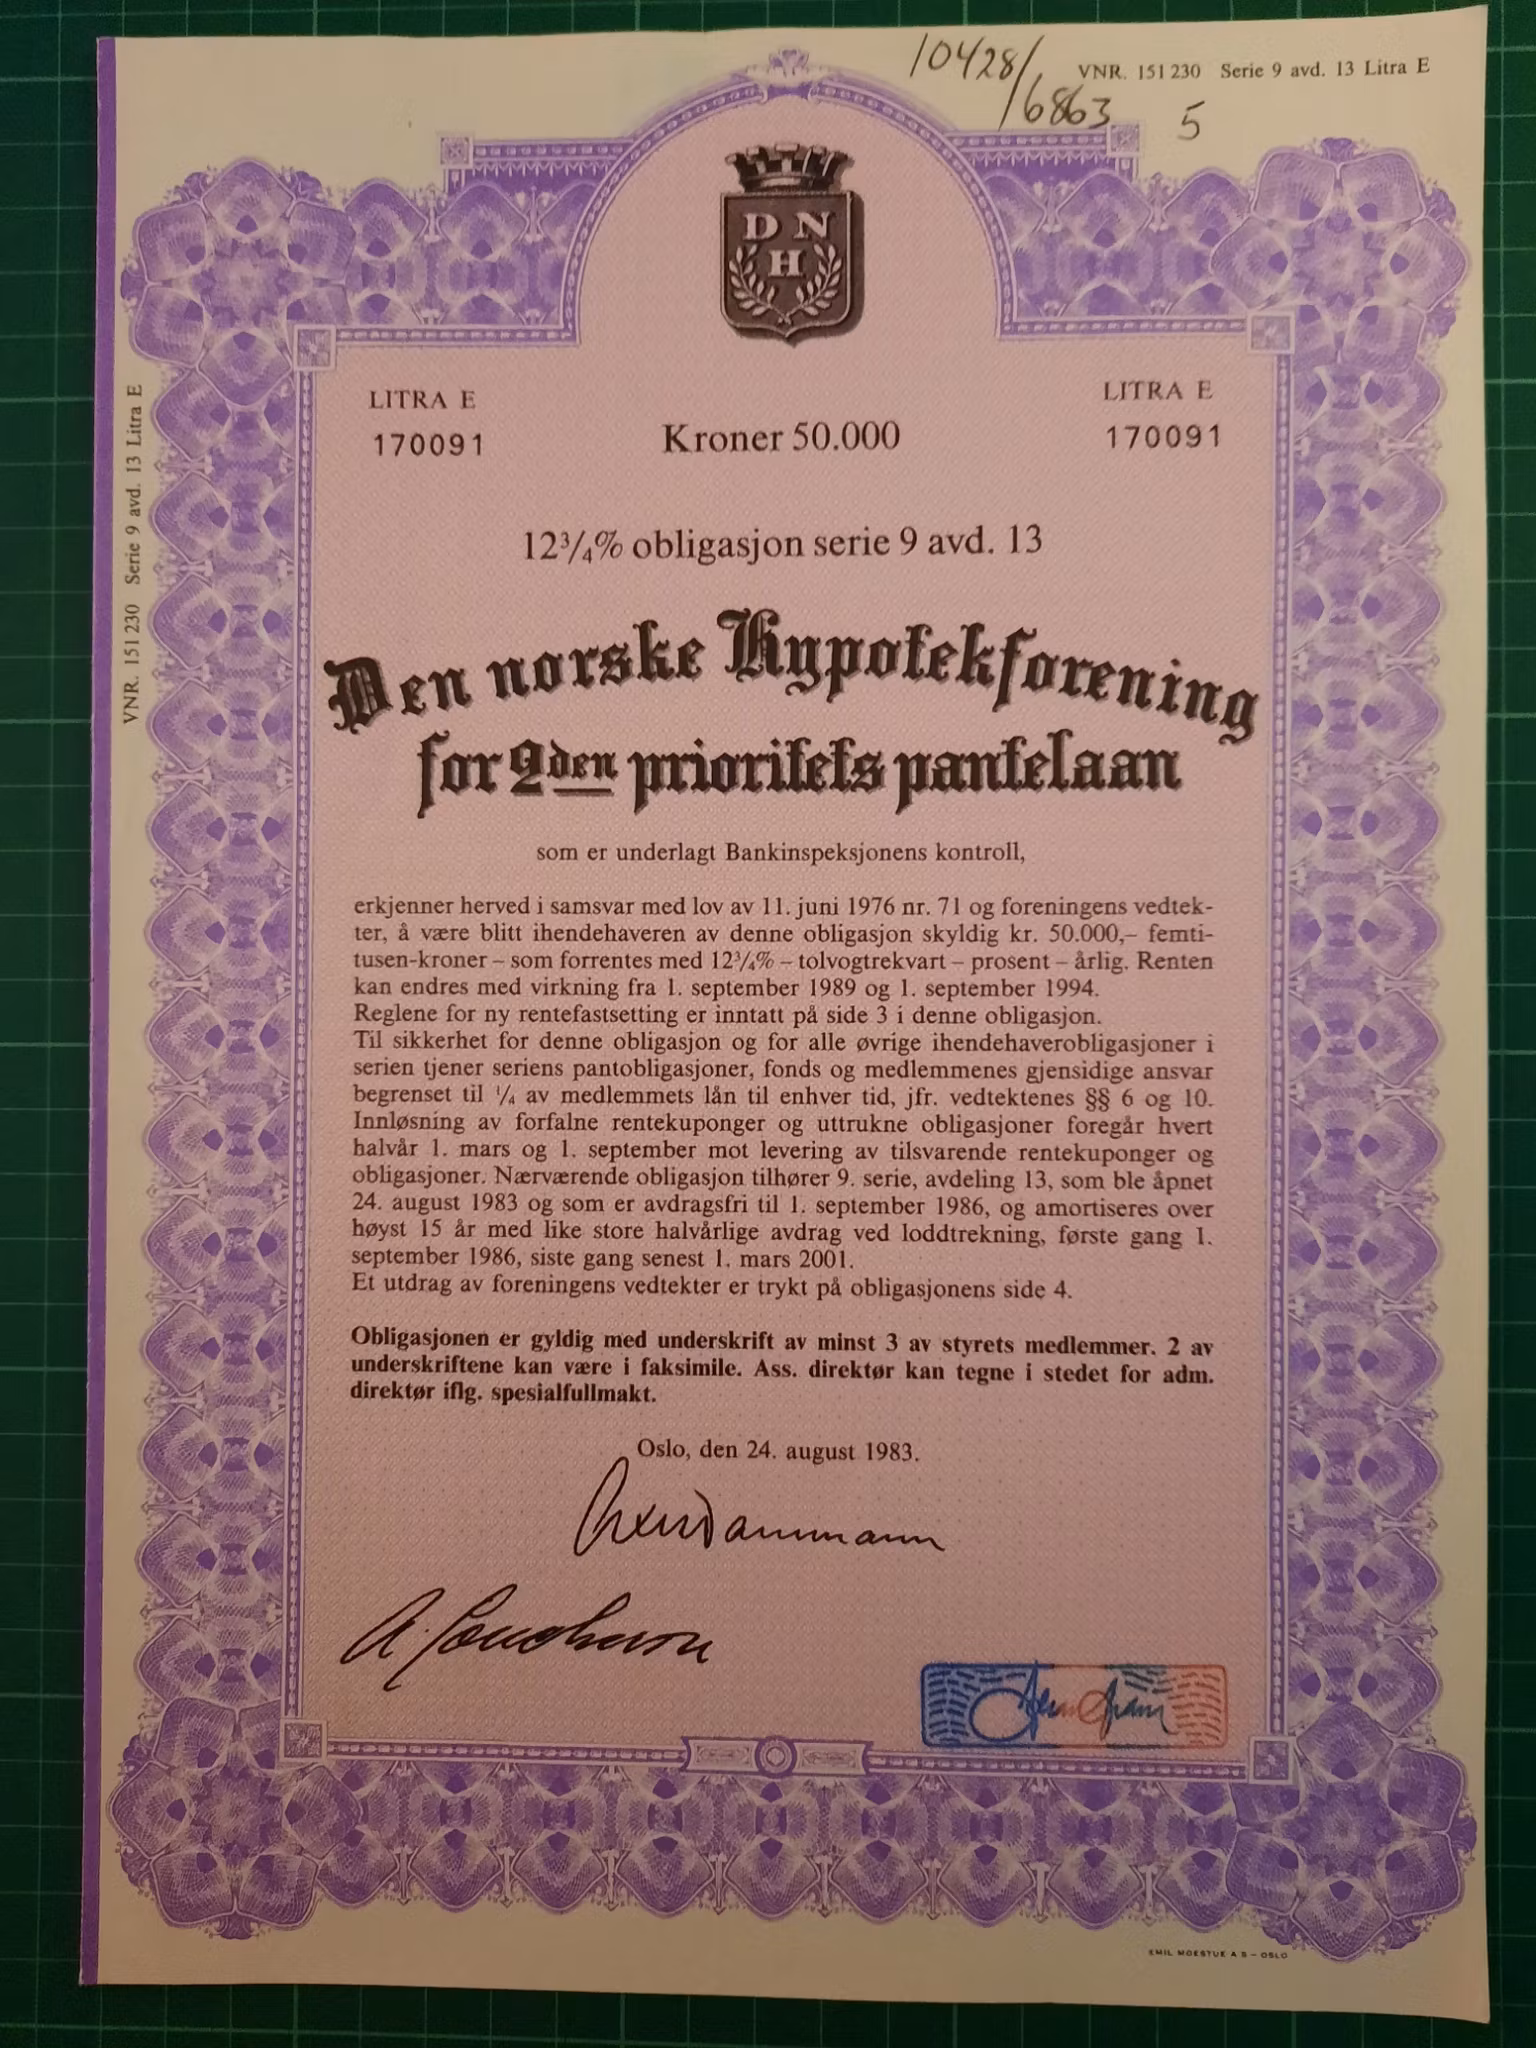 10428/
/6863
VNR. 151 230 Serie 9 avd. 13 Litra E
5
D N
H
LITRA E
170091
LITRA E
170091
Kroner 50.000
VNR. 151 230 Serie 9 avd. 13 Litra E
12¾% obligasjon serie 9 avd. 13
Den norske Hypotekforening
for 2den prioritets pantelaan
som er underlagt Bankinspeksjonens kontroll,
erkjenner herved i samsvar med lov av 11. juni 1976 nr. 71 og foreningens vedtek-
ter, å være blitt ihendehaveren av denne obligasjon skyldig kr. 50.000,– femti-
tusen-kroner – som forrentes med 12¾% – tolvogtrekvart – prosent – årlig. Renten
kan endres med virkning fra 1. september 1989 og 1. september 1994.
Reglene for ny rentefastsetting er inntatt på side 3 i denne obligasjon.
Til sikkerhet for denne obligasjon og for alle øvrige ihendehaverobligasjoner i
serien tjener seriens pantobligasjoner, fonds og medlemmenes gjensidige ansvar
begrenset til ¼ av medlemmets lån til enhver tid, jfr. vedtektenes §§ 6 og 10.
Innløsning av forfalne rentekuponger og uttrukne obligasjoner foregår hvert
halvår 1. mars og 1. september mot levering av tilsvarende rentekuponger og
obligasjoner. Nærværende obligasjon tilhører 9. serie, avdeling 13, som ble åpnet
24. august 1983 og som er avdragsfri til 1. september 1986, og amortiseres over
høyst 15 år med like store halvårlige avdrag ved loddtrekning, første gang 1.
september 1986, siste gang senest 1. mars 2001.
Et utdrag av foreningens vedtekter er trykt på obligasjonens side 4.
Obligasjonen er gyldig med underskrift av minst 3 av styrets medlemmer. 2 av
underskriftene kan være i faksimile. Ass. direktør kan tegne i stedet for adm.
direktør iflg. spesialfullmakt.
Oslo, den 24. august 1983.
EMIL MOESTUE A S – OSLO